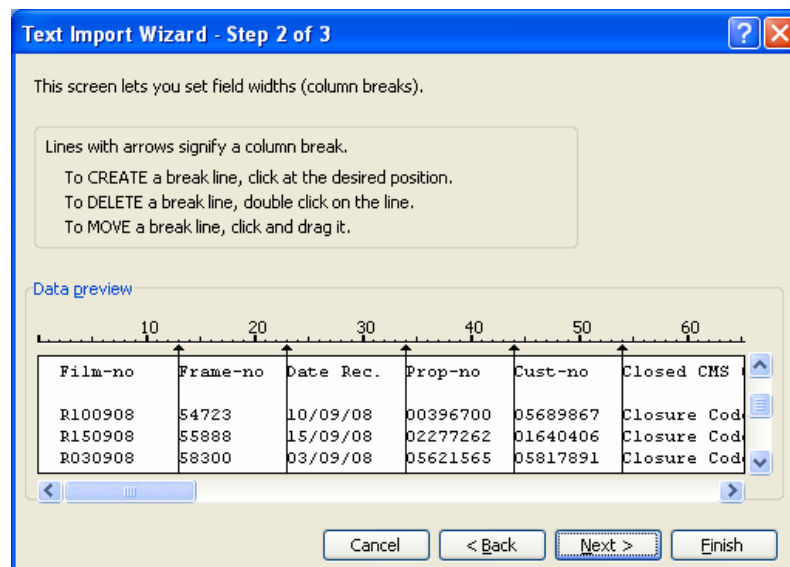 Text Import Wizard - Step 2 of 3
This screen lets you set field widths (column breaks).
Lines with arrows signify a column break.
To CREATE a break line, click at the desired position.
To DELETE a break line, double click on the line.
To MOVE a break line, click and drag it.
Data preview
10 20 30 40 50 60
Film-no Frame-no Date Rec. Prop-no Cust-no Closed CMS
R100908 54723 10/09/08 00396700 05689867 Closure Cod
R150908 55888 15/09/08 02277262 01640406 Closure Cod
R030908 58300 03/09/08 05621565 05817891 Closure Cod
Cancel < Back Next > Finish